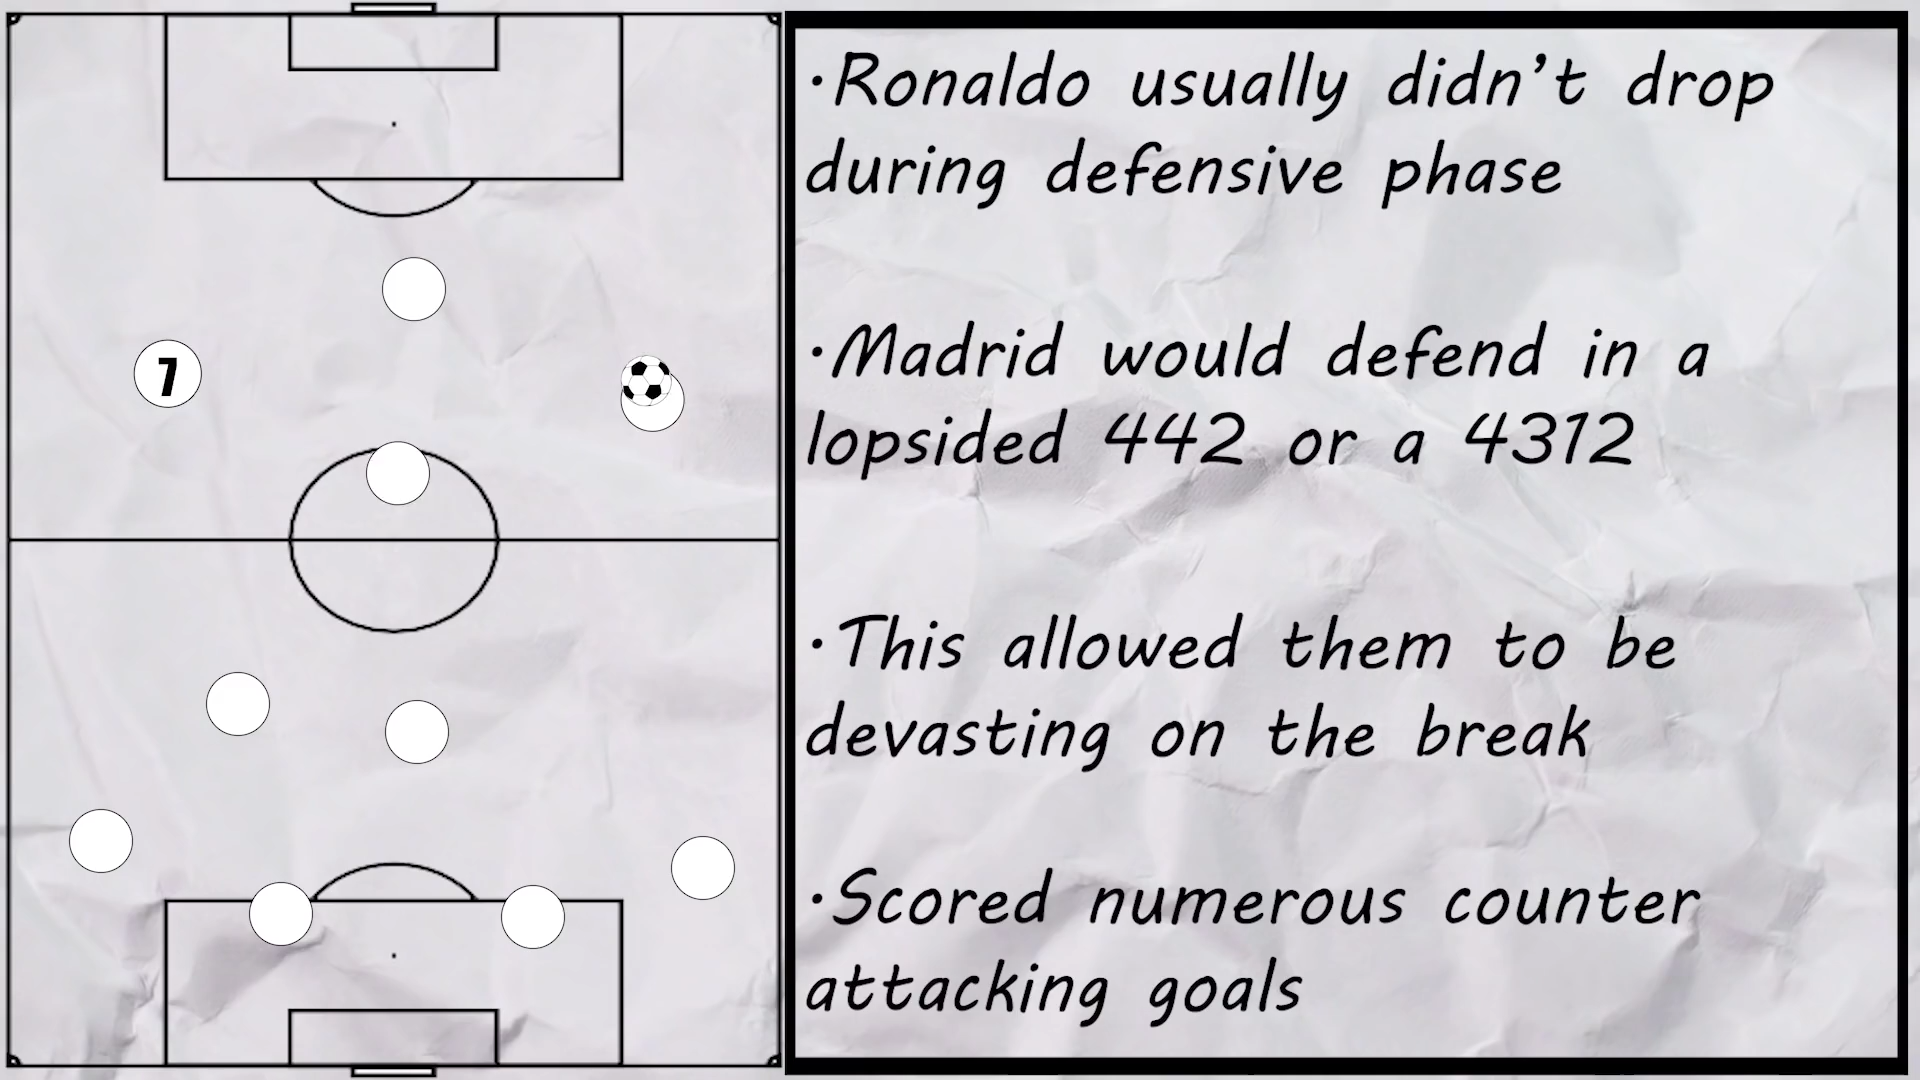 7
·Ronaldo usually didn’t drop
during defensive phase
·Madrid would defend in a
lopsided 442 or a 4312
·This allowed them to be
devasting on the break
·Scored numerous counter
attacking goals